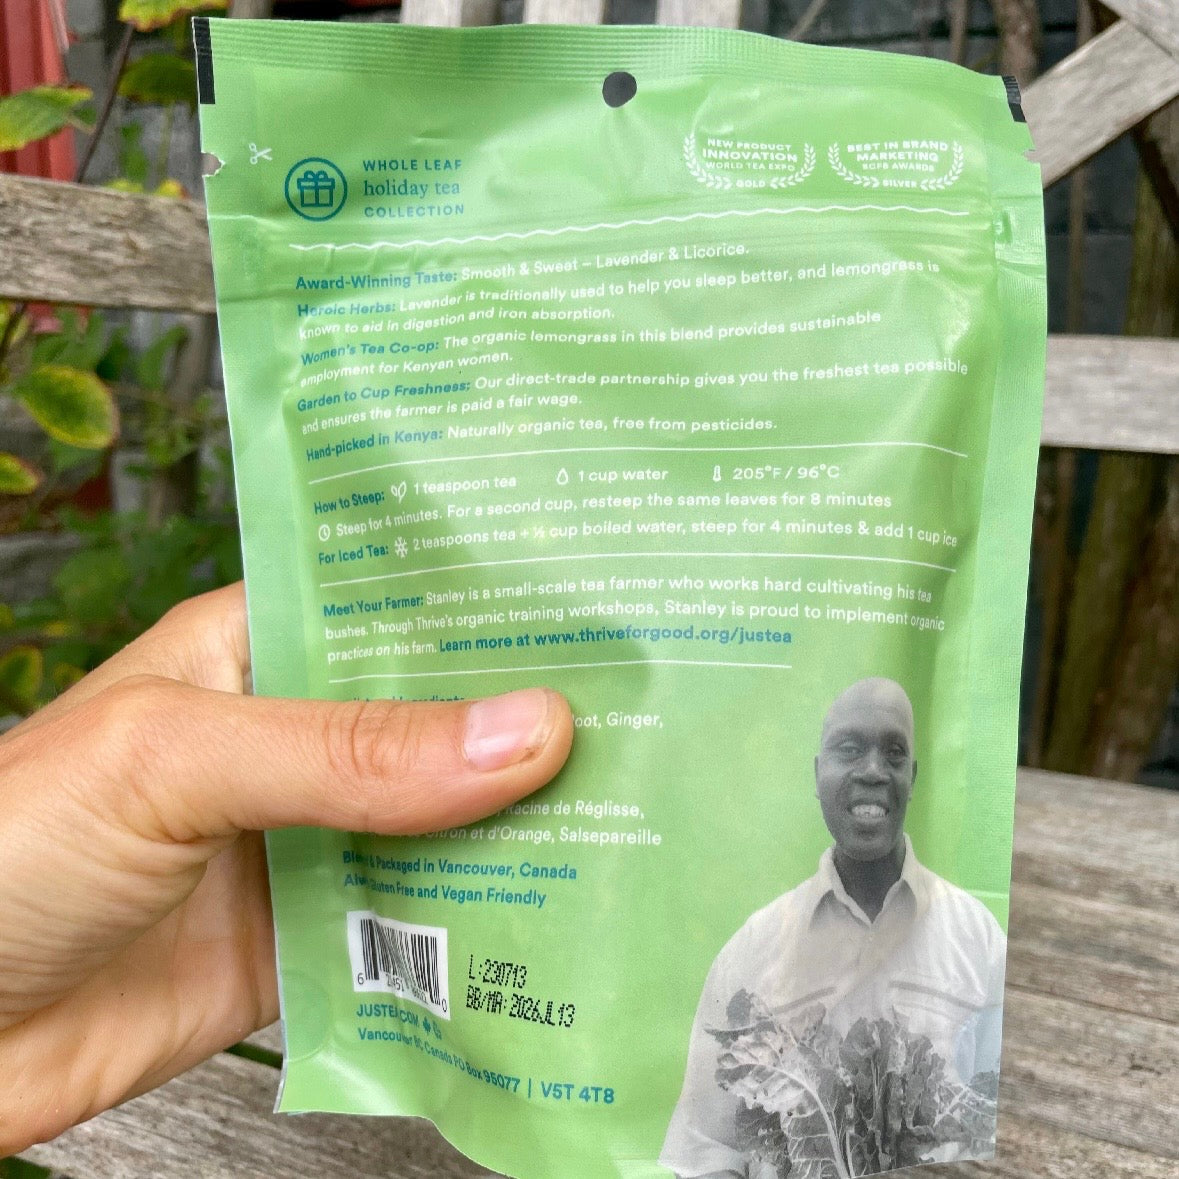 WHOLE LEAF
holiday tea
COLLECTION
NEW PRODUCT
INNOVATION
WORLD TEA EXPO
GOLD
BEST IN BRAND
MARKETING
BCFB AWARDS
SILVER
Award-Winning Taste: Smooth & Sweet – Lavender & Licorice.
Heroic Herbs: Lavender is traditionally used to help you sleep better, and lemongrass is
known to aid in digestion and iron absorption.
Women's Tea Co-op: The organic lemongrass in this blend provides sustainable
employment for Kenyan women.
Garden to Cup Freshness: Our direct-trade partnership gives you the freshest tea possible
and ensures the farmer is paid a fair wage.
Hand-picked in Kenya: Naturally organic tea, free from pesticides.
How to Steep: 1 teaspoon tea 1 cup water 205°F / 96°C
Steep for 4 minutes. For a second cup, resteep the same leaves for 8 minutes
For Iced Tea: 2 teaspoons tea + ½ cup boiled water, steep for 4 minutes & add 1 cup ice
Meet Your Farmer: Stanley is a small-scale tea farmer who works hard cultivating his tea
bushes. Through Thrive's organic training workshops, Stanley is proud to implement organic
practices on his farm. Learn more at www.thriveforgood.org/justea
Ginger,
Racine de Réglisse,
et d'Orange, Salsepareille
& Packaged in Vancouver, Canada
Gluten Free and Vegan Friendly
L:230713
BB/MA:2026JL13
JUSTEA.COM
Vancouver BC Canada PO Box 95077 | V5T 4T8